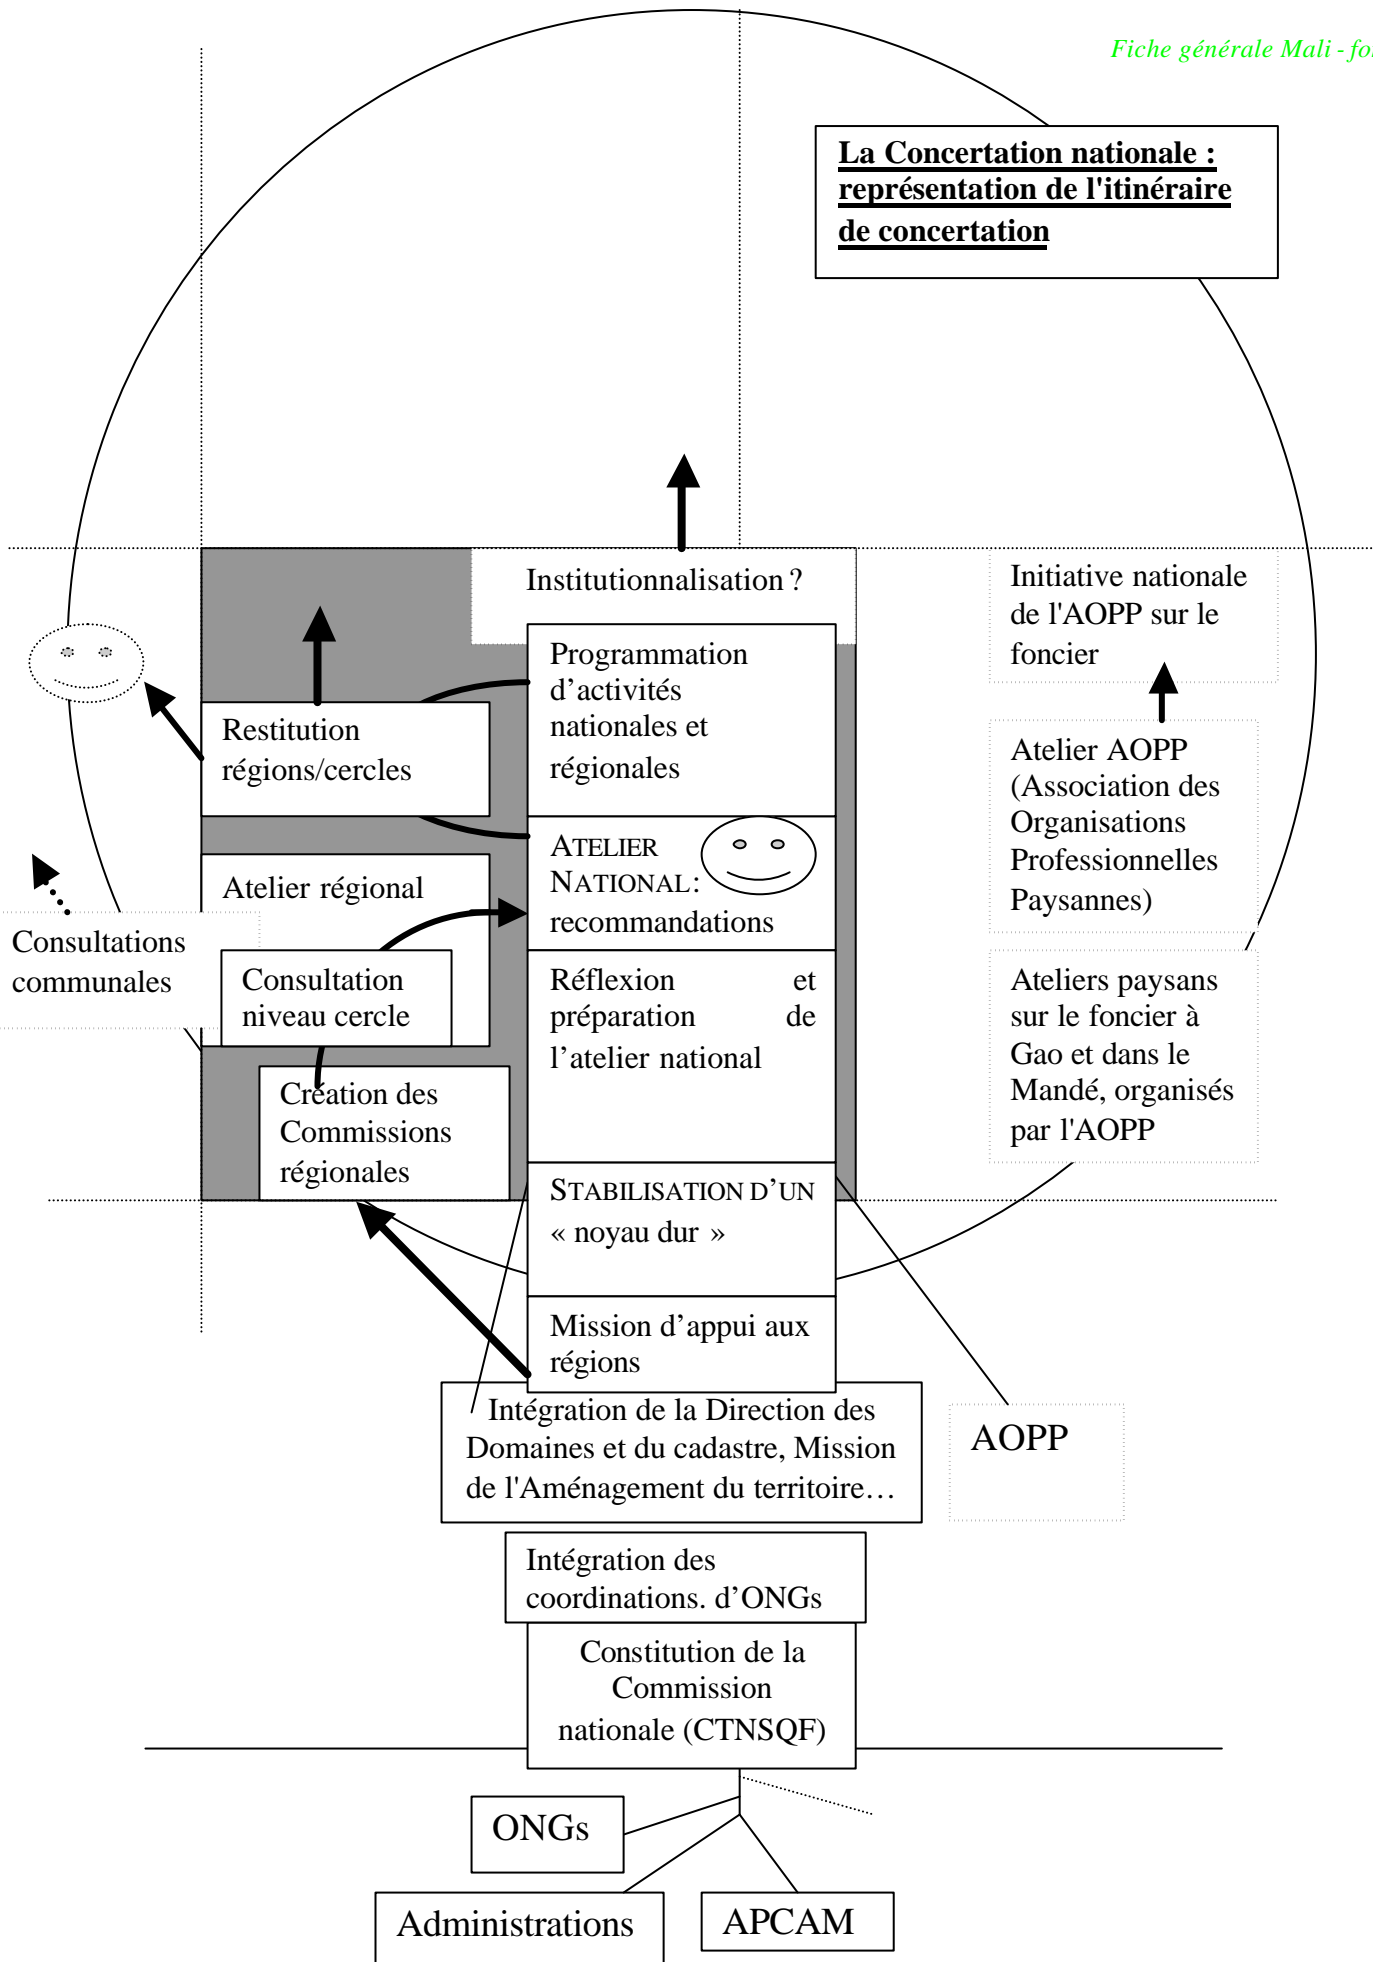 Fiche générale Mali - fo
La Concertation nationale :
représentation de l'itinéraire
de concertation
Institutionnalisation ?
Initiative nationale
de l'AOPP sur le
foncier
Programmation
d’activités
nationales et
régionales
Restitution
régions/cercles
Atelier AOPP
(Association des
Organisations
Professionnelles
Paysannes)
ATELIER
NATIONAL:
recommandations
Atelier régional
Consultations
communales
Consultation
niveau cercle
Réflexion et
préparation de
l’atelier national
Ateliers paysans
sur le foncier à
Gao et dans le
Mandé, organisés
par l'AOPP
Création des
Commissions
régionales
STABILISATION D’UN
« noyau dur »
Mission d’appui aux
régions
Intégration de la Direction des
Domaines et du cadastre, Mission
de l'Aménagement du territoire…
AOPP
Intégration des
coordinations. d’ONGs
Constitution de la
Commission
nationale (CTNSQF)
ONGs
Administrations
APCAM